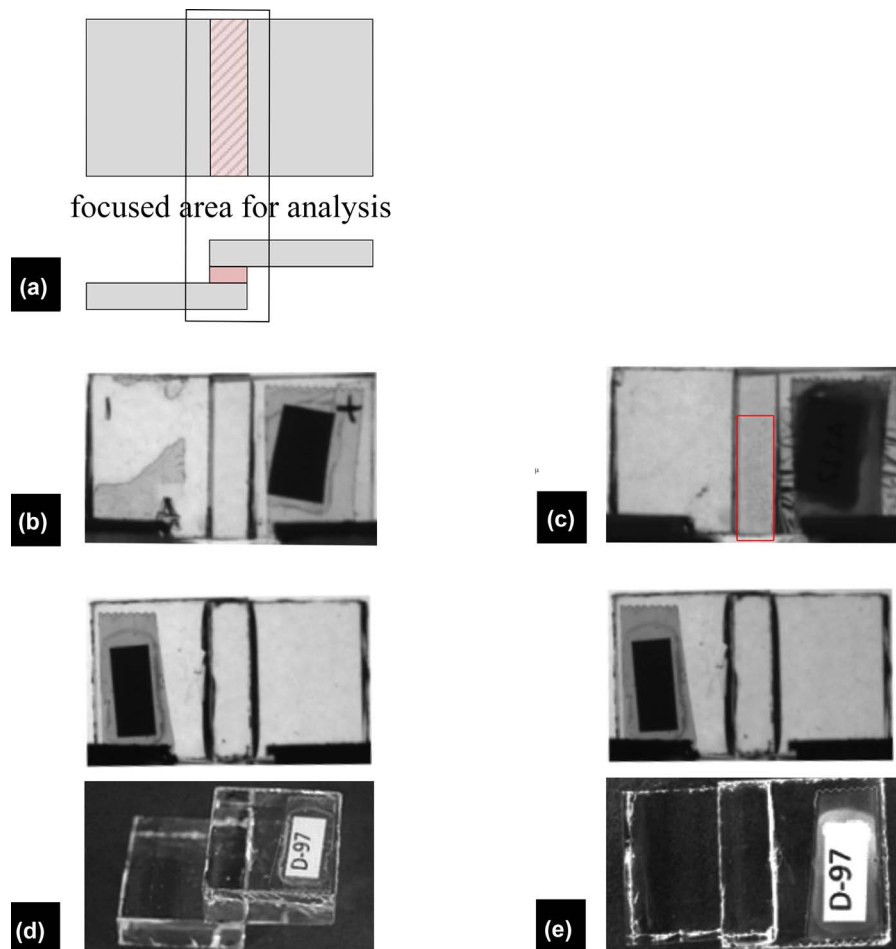 focused area for analysis
(a)
(b)
(c)
µ
(d)
D-97
(e)
D-97